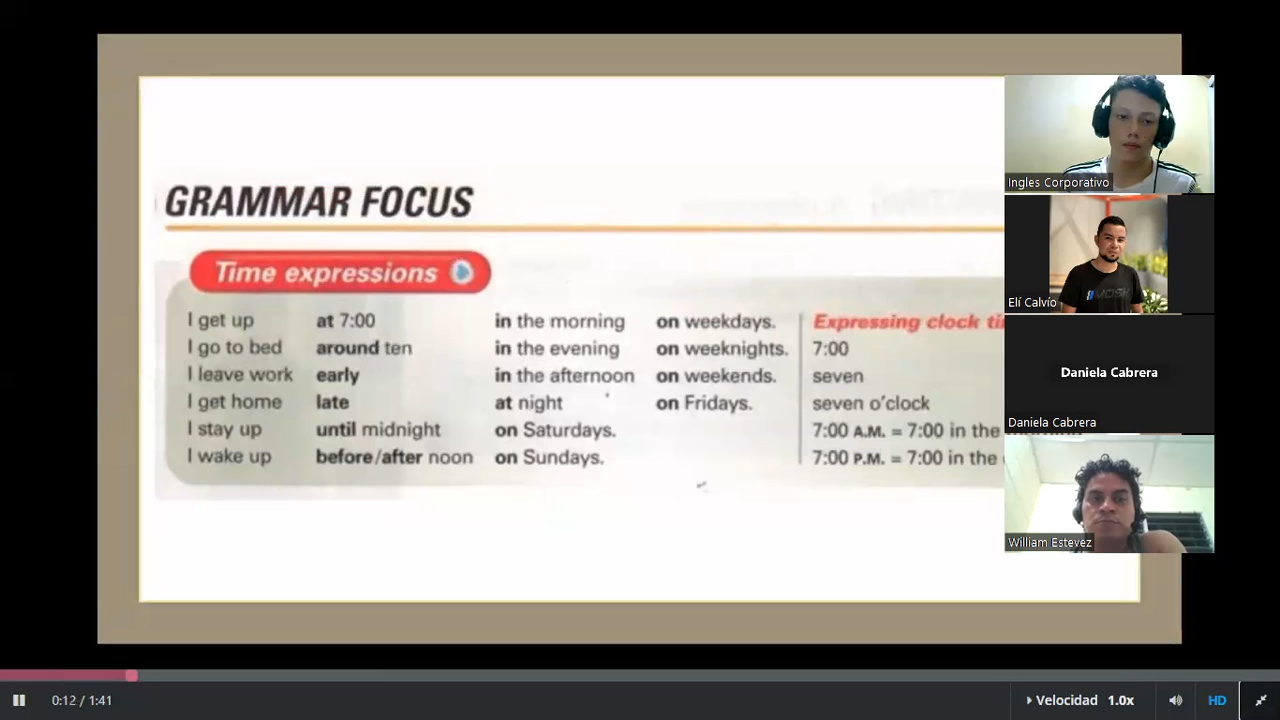 GRAMMAR FOCUS
Time expressions
I get up at 7:00 in the morning on weekdays.
I go to bed around ten in the evening on weeknights.
I leave work early in the afternoon on weekends.
I get home late at night on Fridays.
I stay up until midnight on Saturdays.
I wake up before/after noon on Sundays.
Expressing clock
7:00
seven
seven o'clock
7:00 A.M. = 7:00 in the
7:00 P.M. = 7:00 in the
Ingles Corporativo
MOSH
Elí Calvío
Daniela Cabrera
Daniela Cabrera
William Estevez
0:12 / 1:41
Velocidad 1.0x
HD